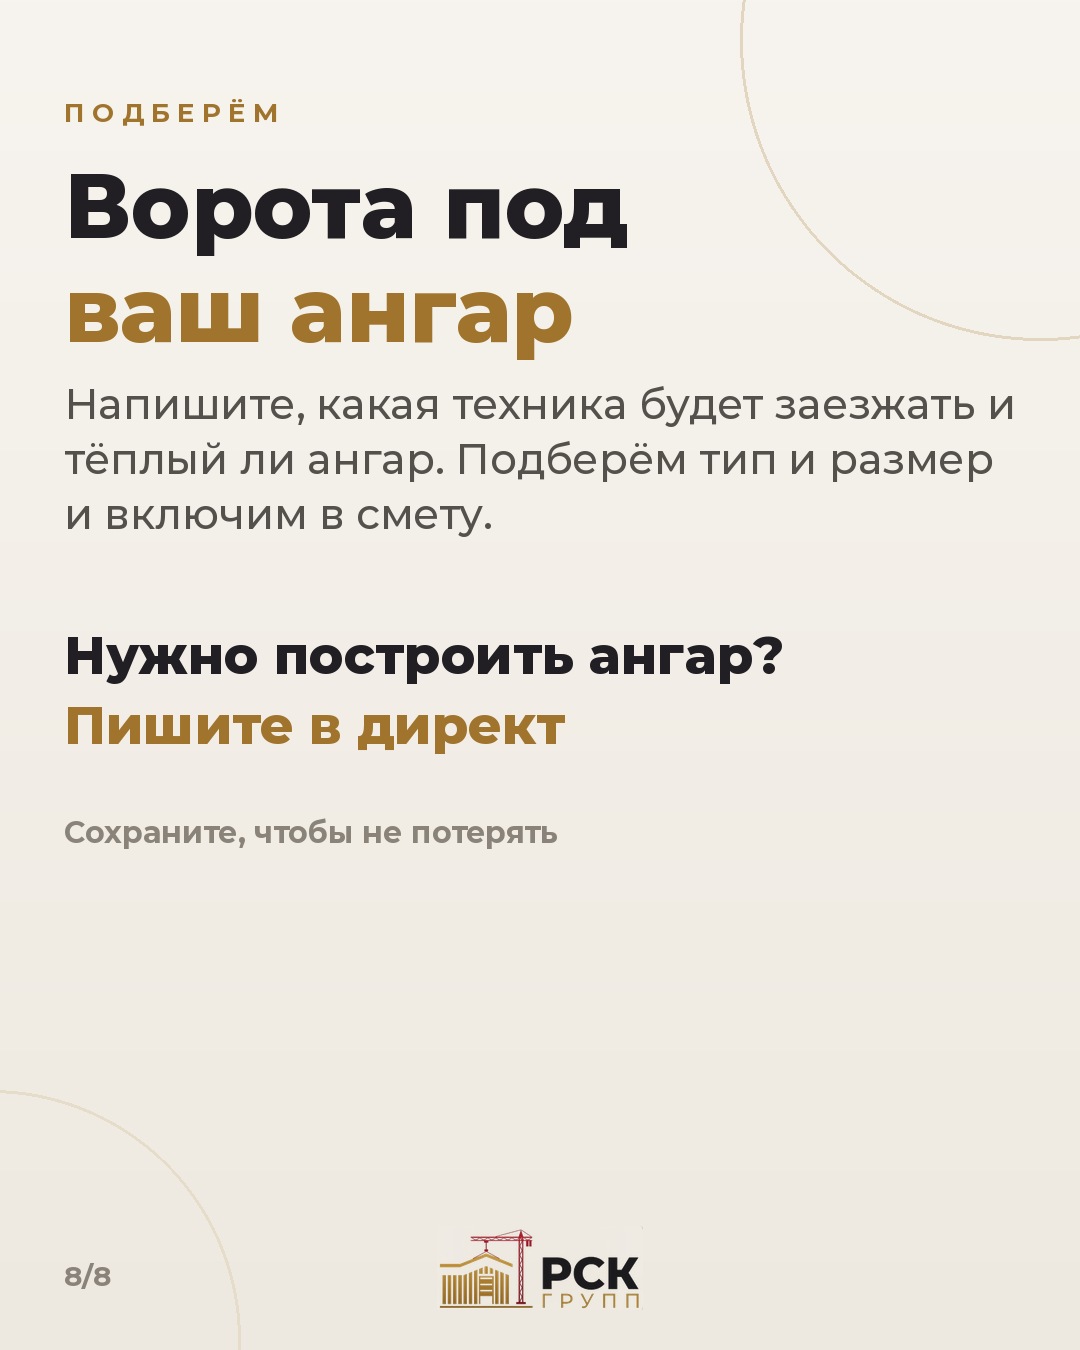 ПОДБЕРЁМ
Ворота под
ваш ангар
Напишите, какая техника будет заезжать и
тёплый ли ангар. Подберём тип и размер
и включим в смету.
Нужно построить ангар?
Пишите в директ
Сохраните, чтобы не потерять
8/8
РСК
ГРУПП